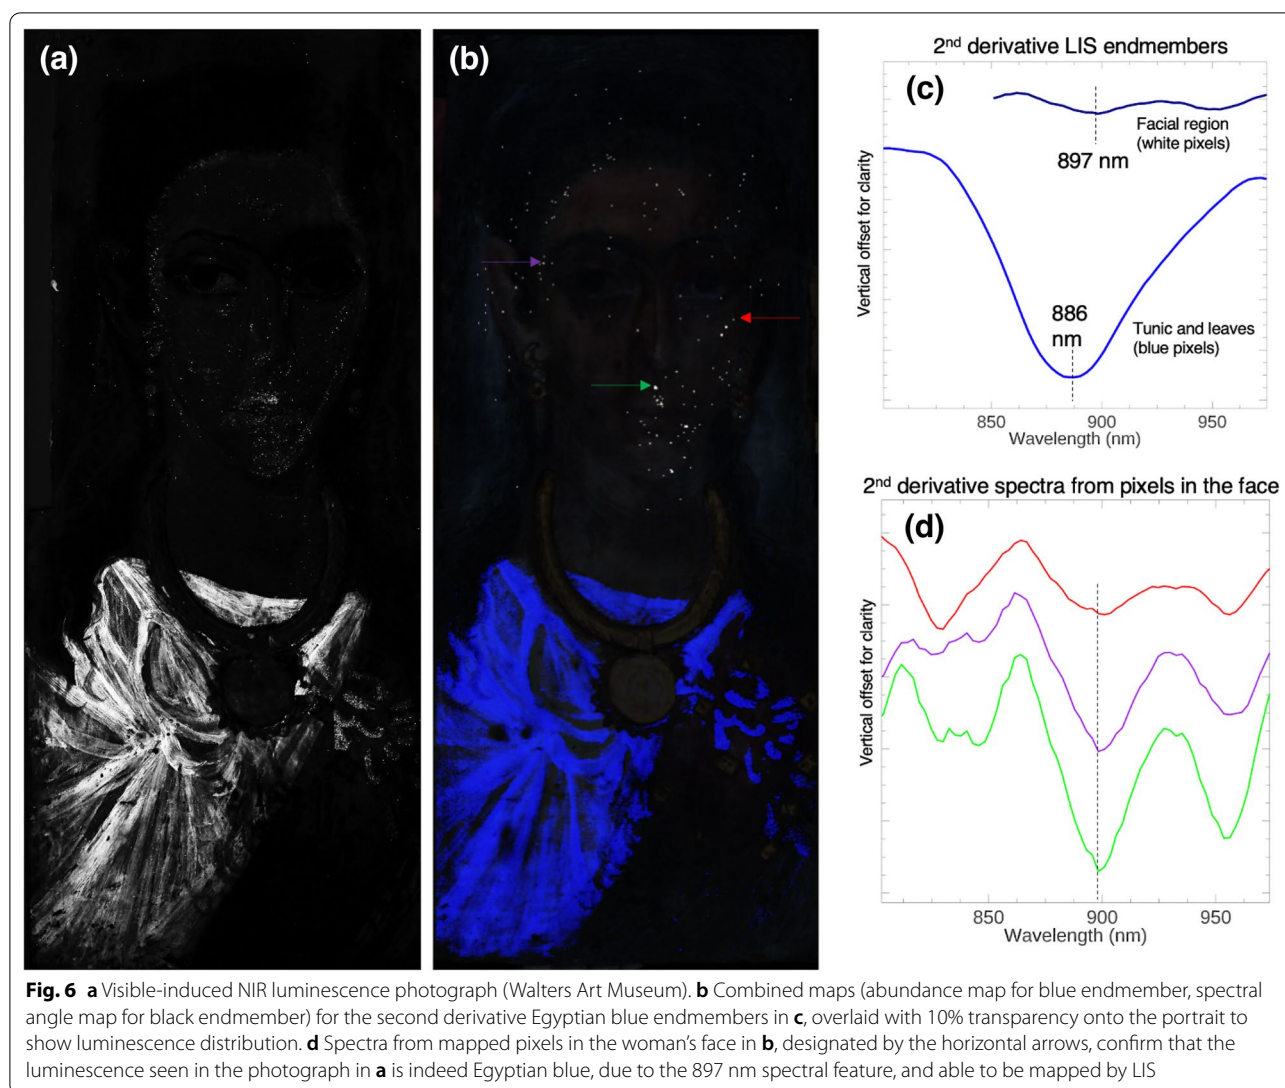 (a)
(b)
2nd derivative LIS endmembers
(c)
Facial region
(white pixels)
897 nm
Vertical offset for clarity
886
nm
Tunic and leaves
(blue pixels)
850 900 950
Wavelength (nm)
2nd derivative spectra from pixels in the face
(d)
Vertical offset for clarity
850 900 950
Wavelength (nm)
Fig. 6 a Visible-induced NIR luminescence photograph (Walters Art Museum). b Combined maps (abundance map for blue endmember, spectral
angle map for black endmember) for the second derivative Egyptian blue endmembers in c, overlaid with 10% transparency onto the portrait to
show luminescence distribution. d Spectra from mapped pixels in the woman's face in b, designated by the horizontal arrows, confirm that the
luminescence seen in the photograph in a is indeed Egyptian blue, due to the 897 nm spectral feature, and able to be mapped by LIS